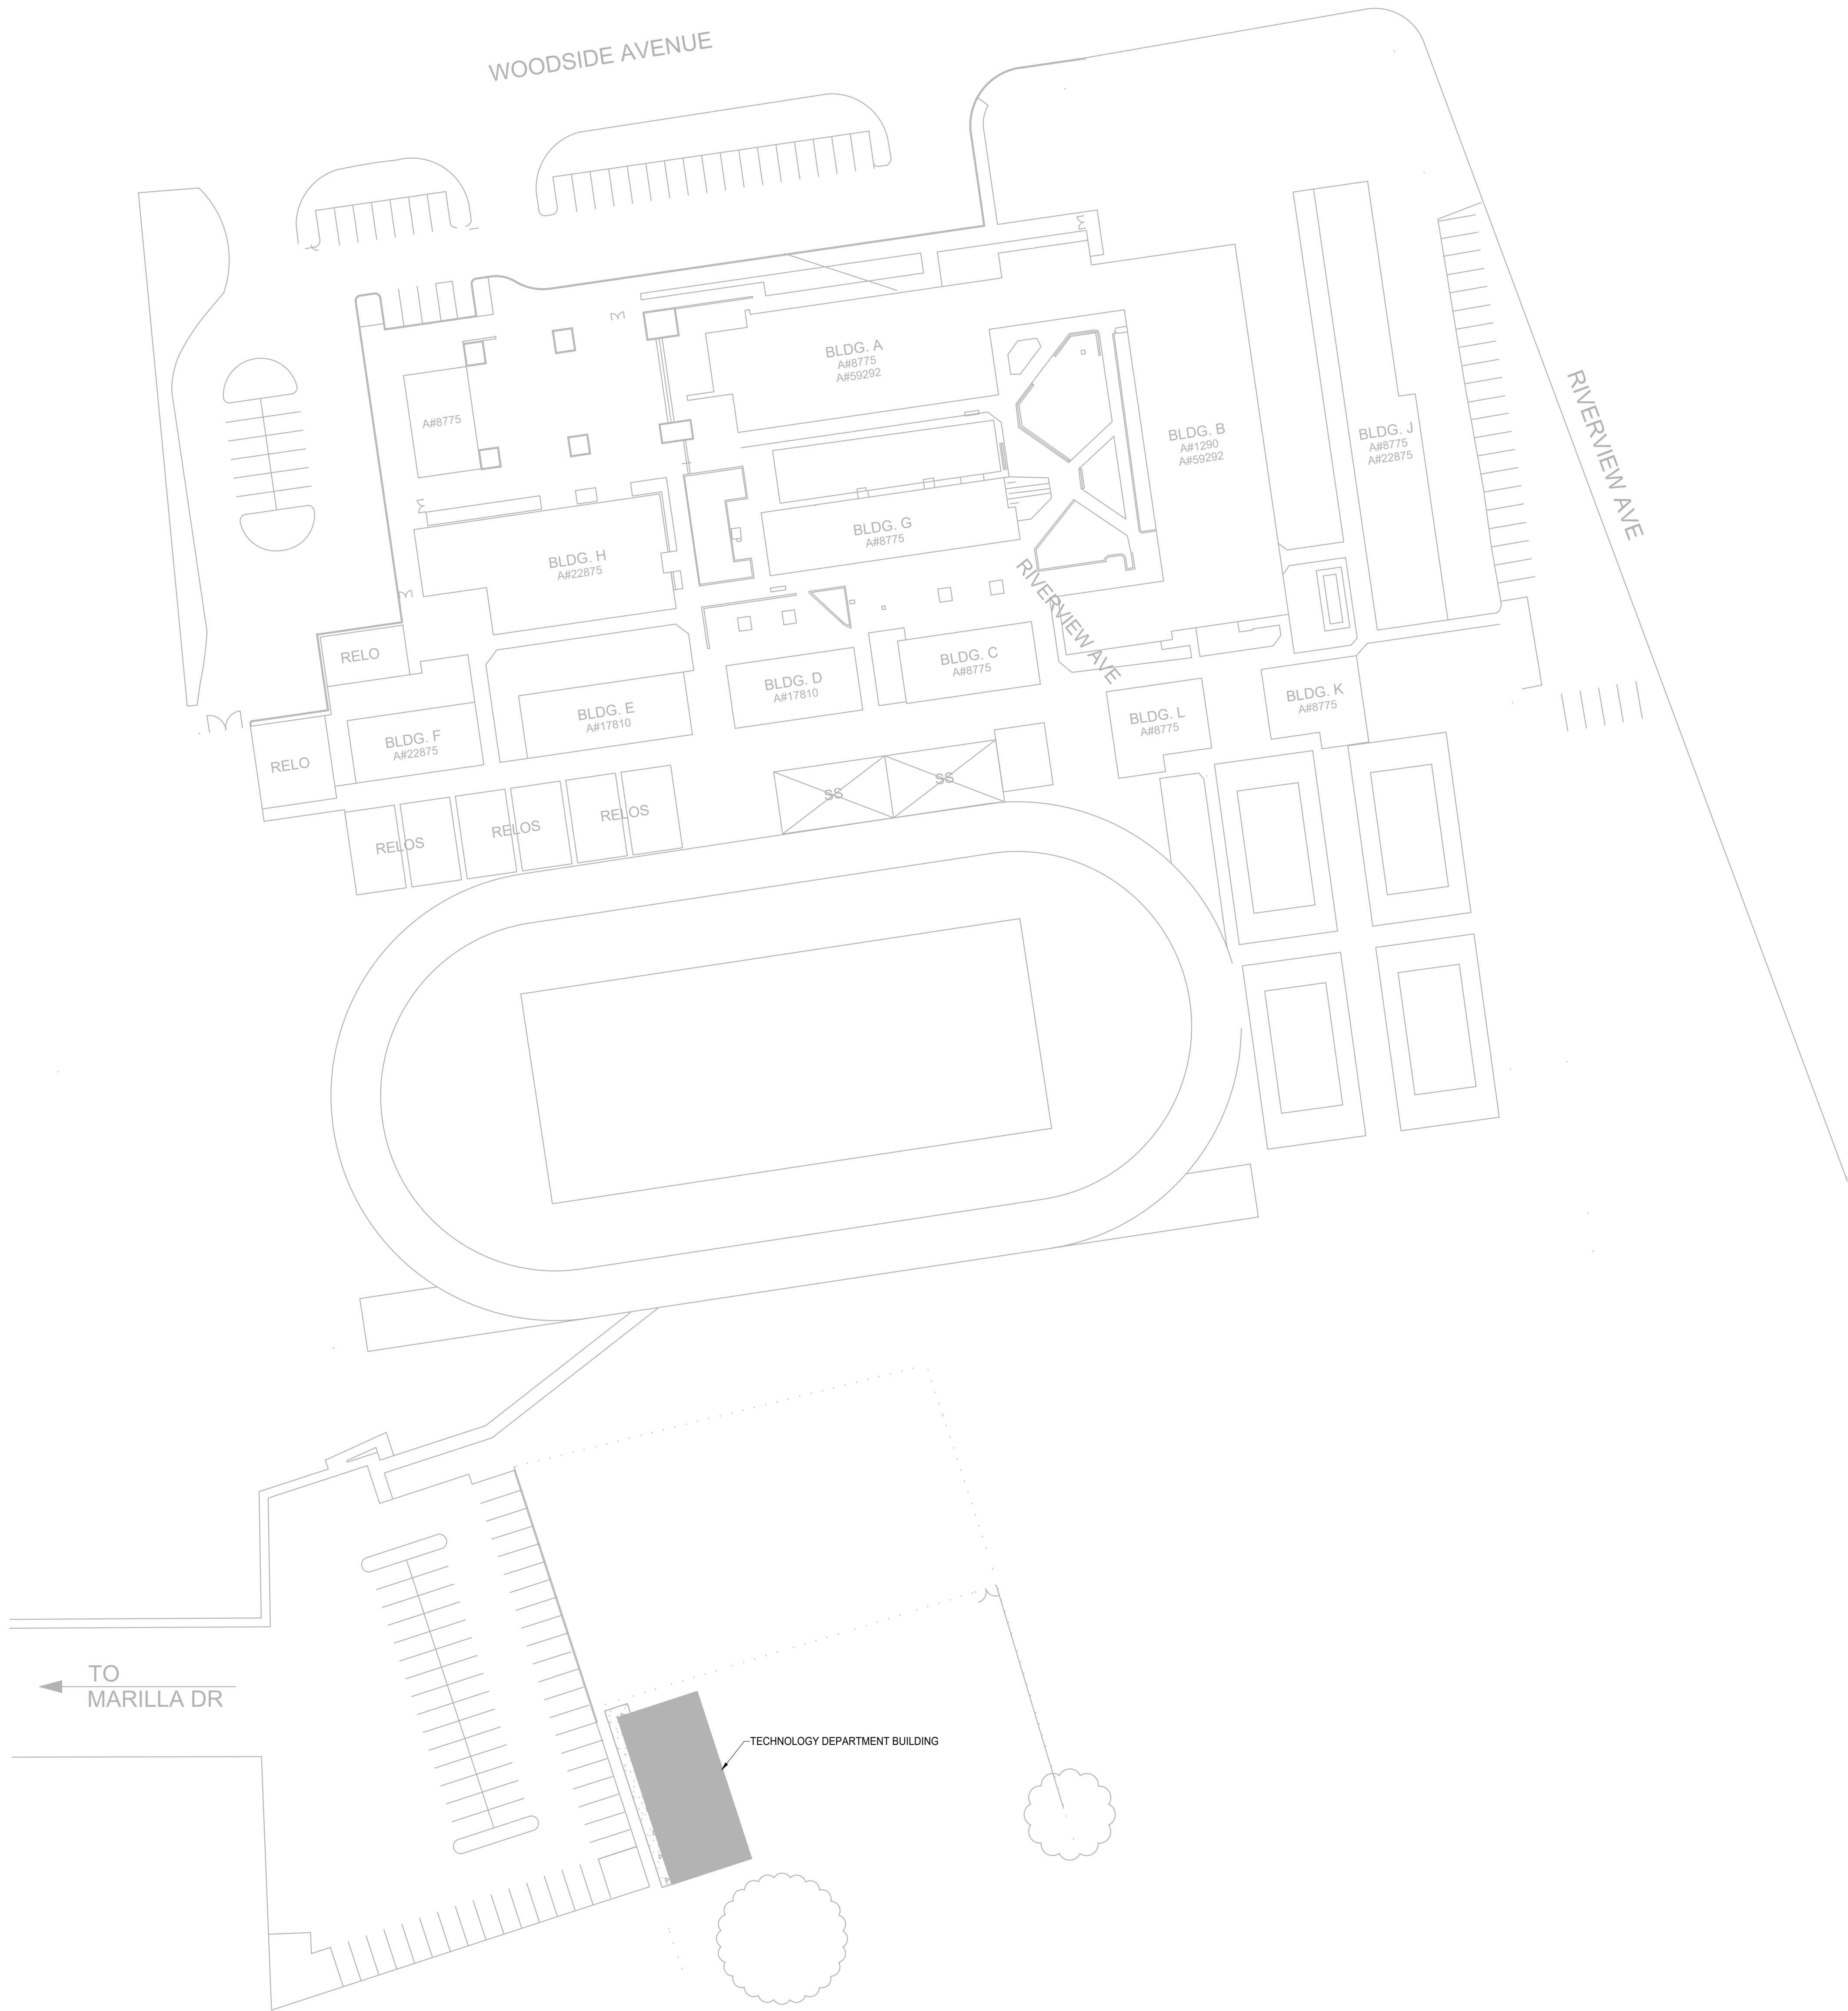 WOODSIDE AVENUE
BLDG. A
A#8775
A#59292
A#8775
BLDG. B
A#1290
A#59292
BLDG. J
A#8775
A#22875
RIVERVIEW AVE
BLDG. G
A#8775
BLDG. H
A#22875
RIVERVIEW AVE
RELO
BLDG. C
A#8775
BLDG. D
A#17810
BLDG. E
A#17810
BLDG. K
A#8775
BLDG. L
A#8775
BLDG. F
A#22875
RELO
SS
SS
RELOS
RELOS
RELOS
TO
MARILLA DR
TECHNOLOGY DEPARTMENT BUILDING